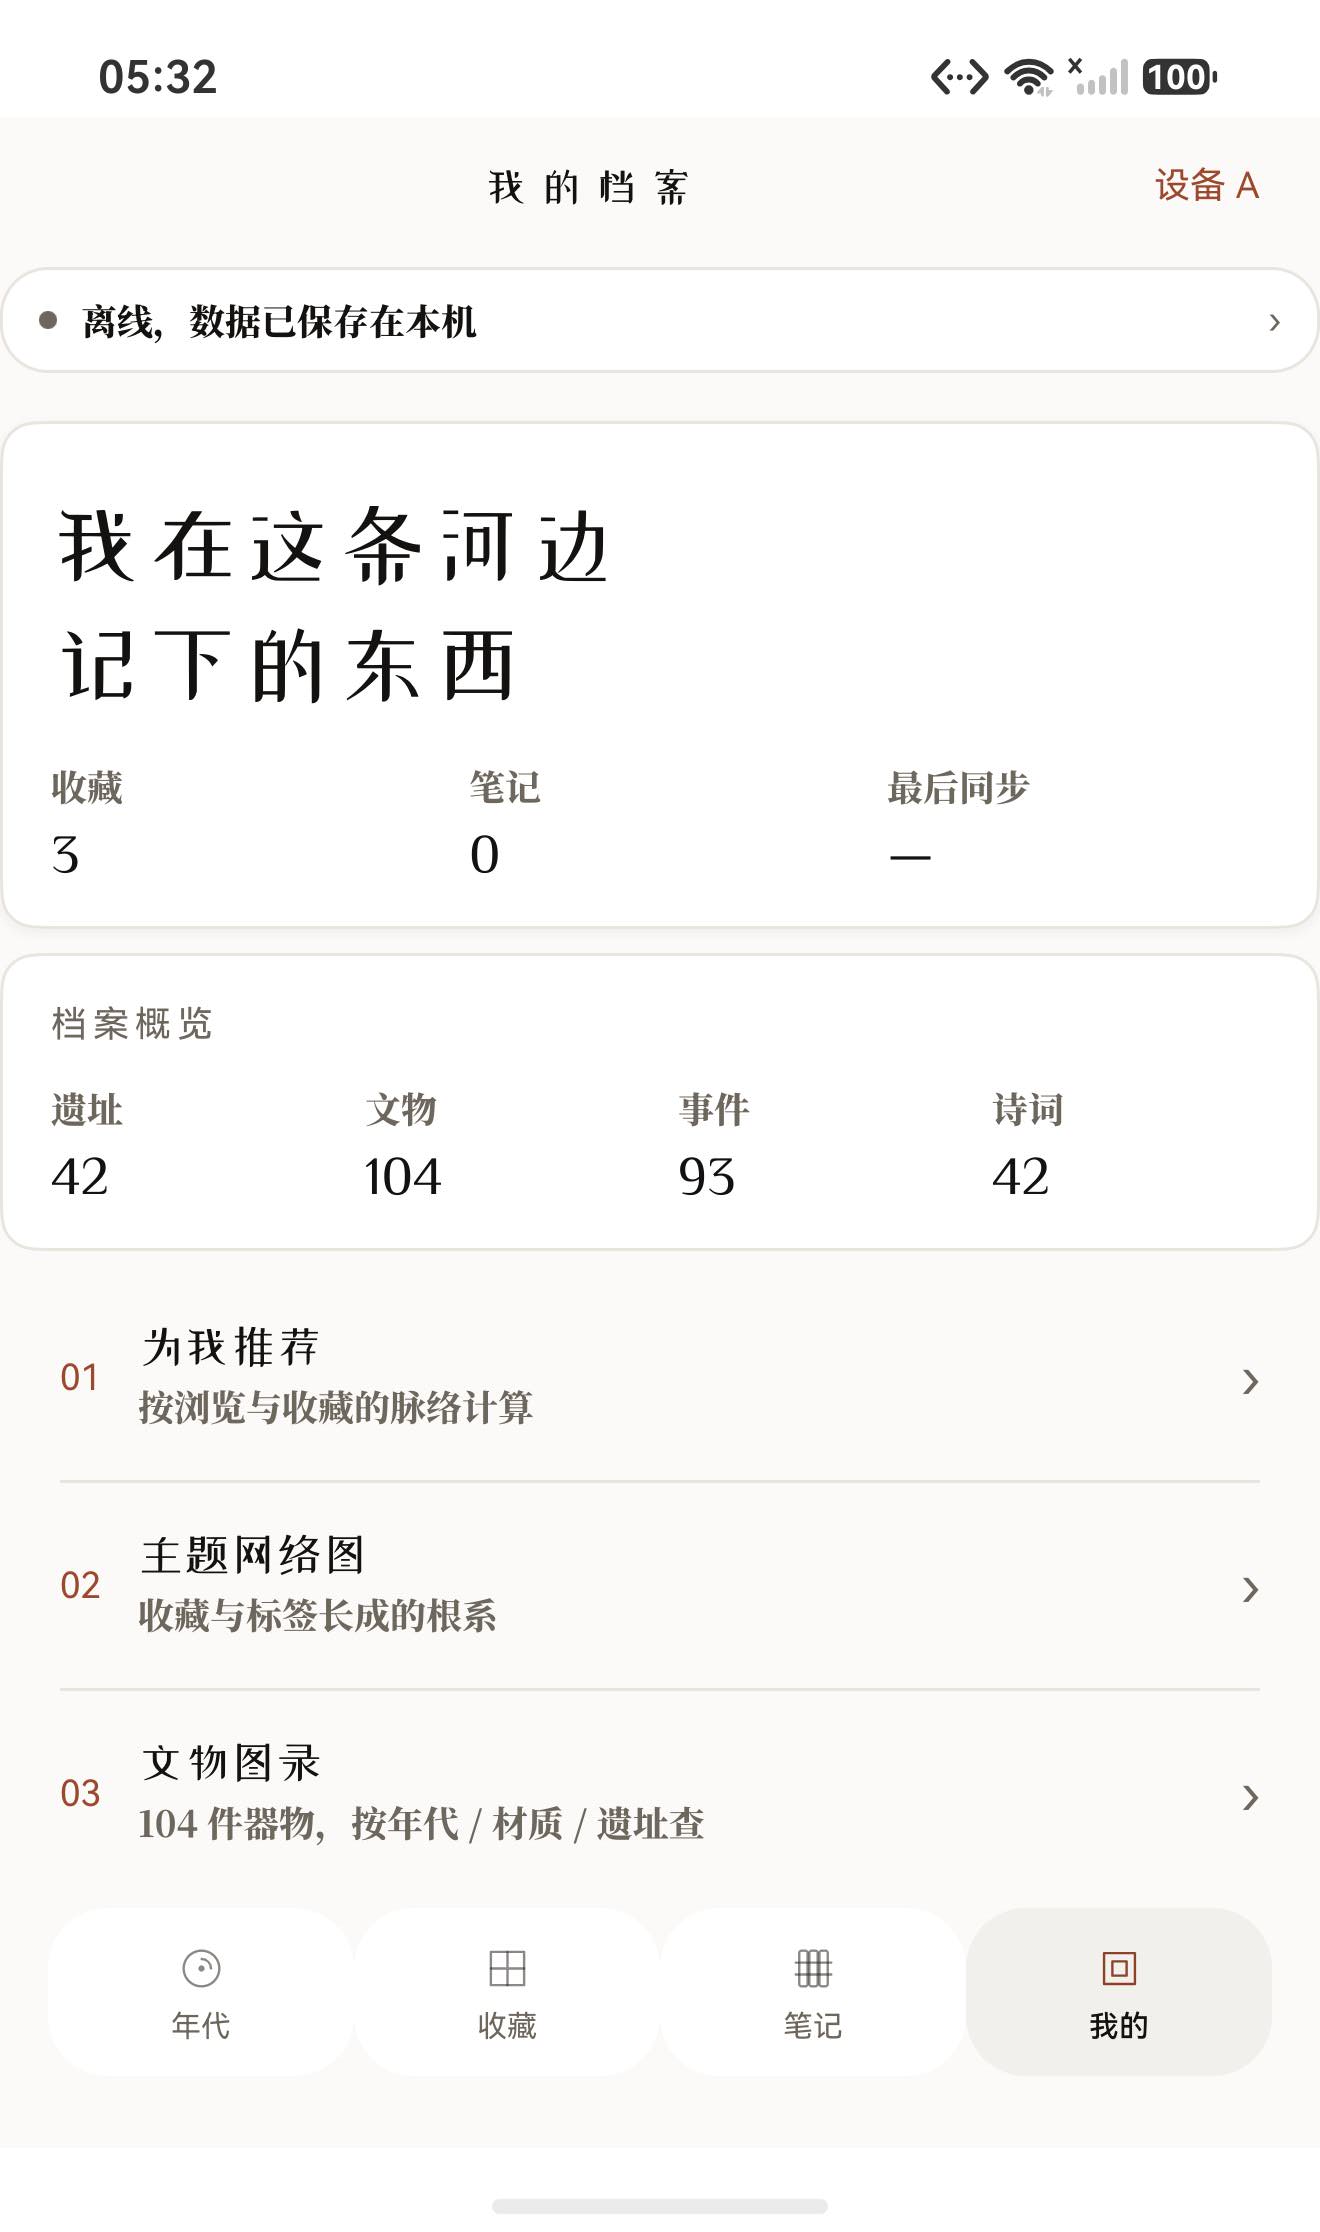 05:32
100
我的档案
设备 A
离线，数据已保存在本机
我在这条河边
记下的东西
收藏 笔记 最后同步
3 0 —
档案概览
遗址 文物 事件 诗词
42 104 93 42
01 为我推荐
按浏览与收藏的脉络计算
02 主题网络图
收藏与标签长成的根系
03 文物图录
104 件器物，按年代 / 材质 / 遗址查
年代 收藏 笔记 我的